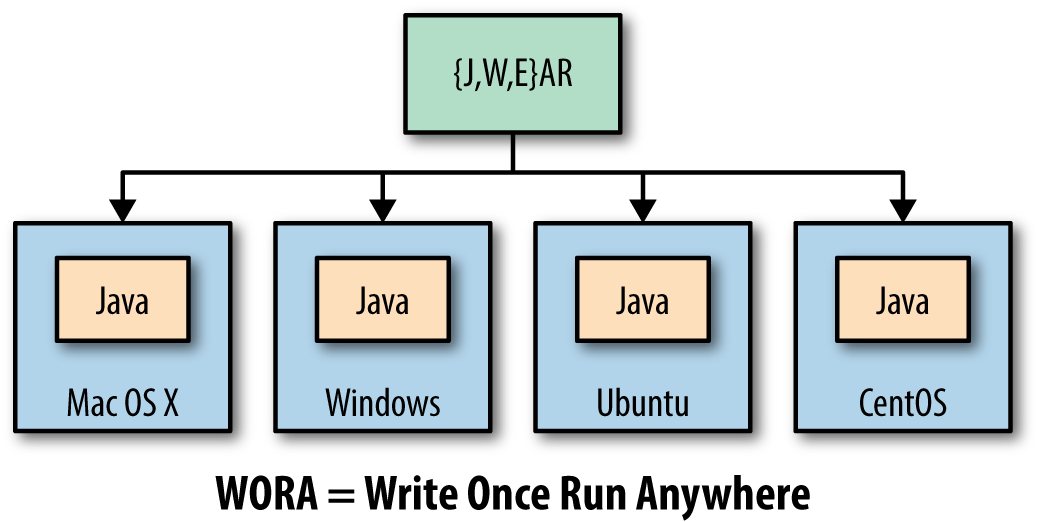 {J,W,E}AR
Java
Java
Java
Java
Mac OS X
Windows
Ubuntu
CentOS
WORA = Write Once Run Anywhere